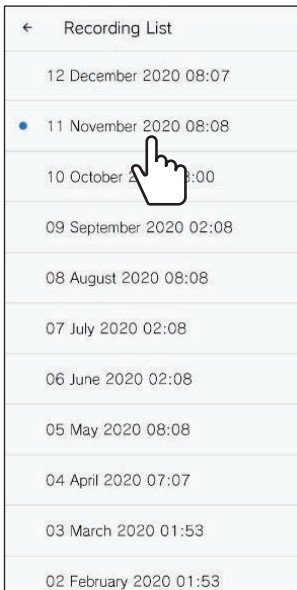 ← Recording List
12 December 2020 08:07
11 November 2020 08:08
10 October :00
09 September 2020 02:08
08 August 2020 08:08
07 July 2020 02:08
06 June 2020 02:08
05 May 2020 08:08
04 April 2020 07:07
03 March 2020 01:53
02 February 2020 01:53